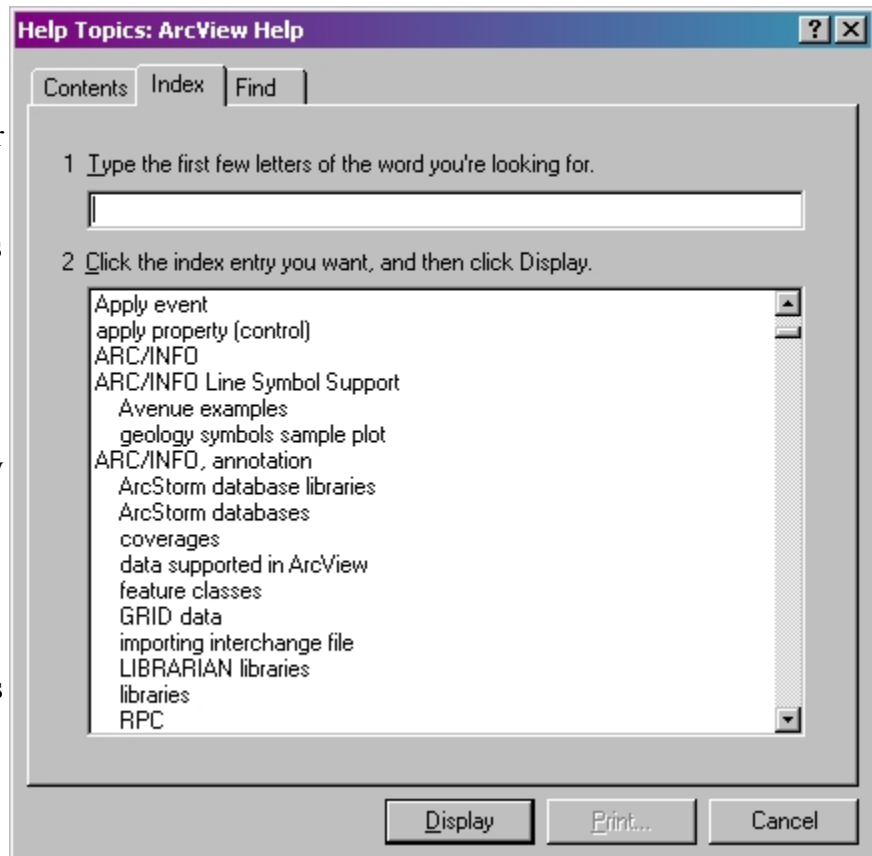 Help Topics: ArcView Help
Contents Index Find
1 Type the first few letters of the word you're looking for.
2 Click the index entry you want, and then click Display.
Apply event
apply property (control)
ARC/INFO
ARC/INFO Line Symbol Support
Avenue examples
geology symbols sample plot
ARC/INFO, annotation
ArcStorm database libraries
ArcStorm databases
coverages
data supported in ArcView
feature classes
GRID data
importing interchange file
LIBRARIAN libraries
libraries
RPC
Display Print... Cancel